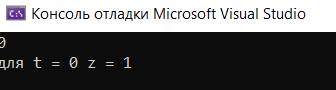 Консоль отладки Microsoft Visual Studio
0
для t = 0 z = 1